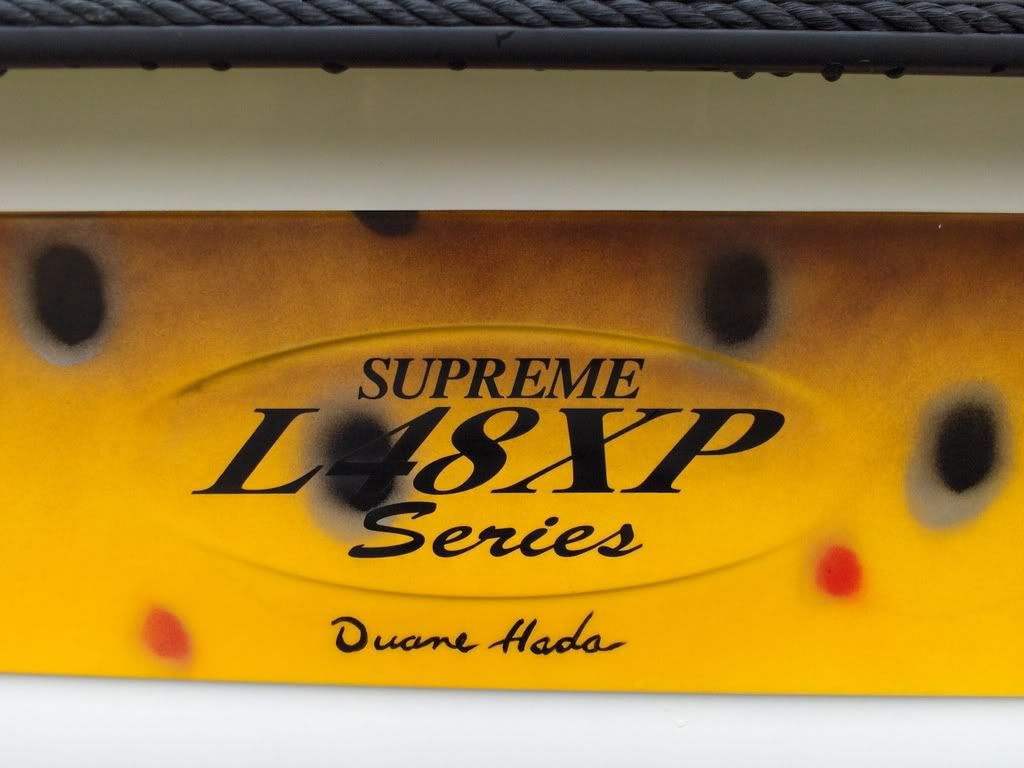 SUPREME
L48XP
Series
Duane Hada